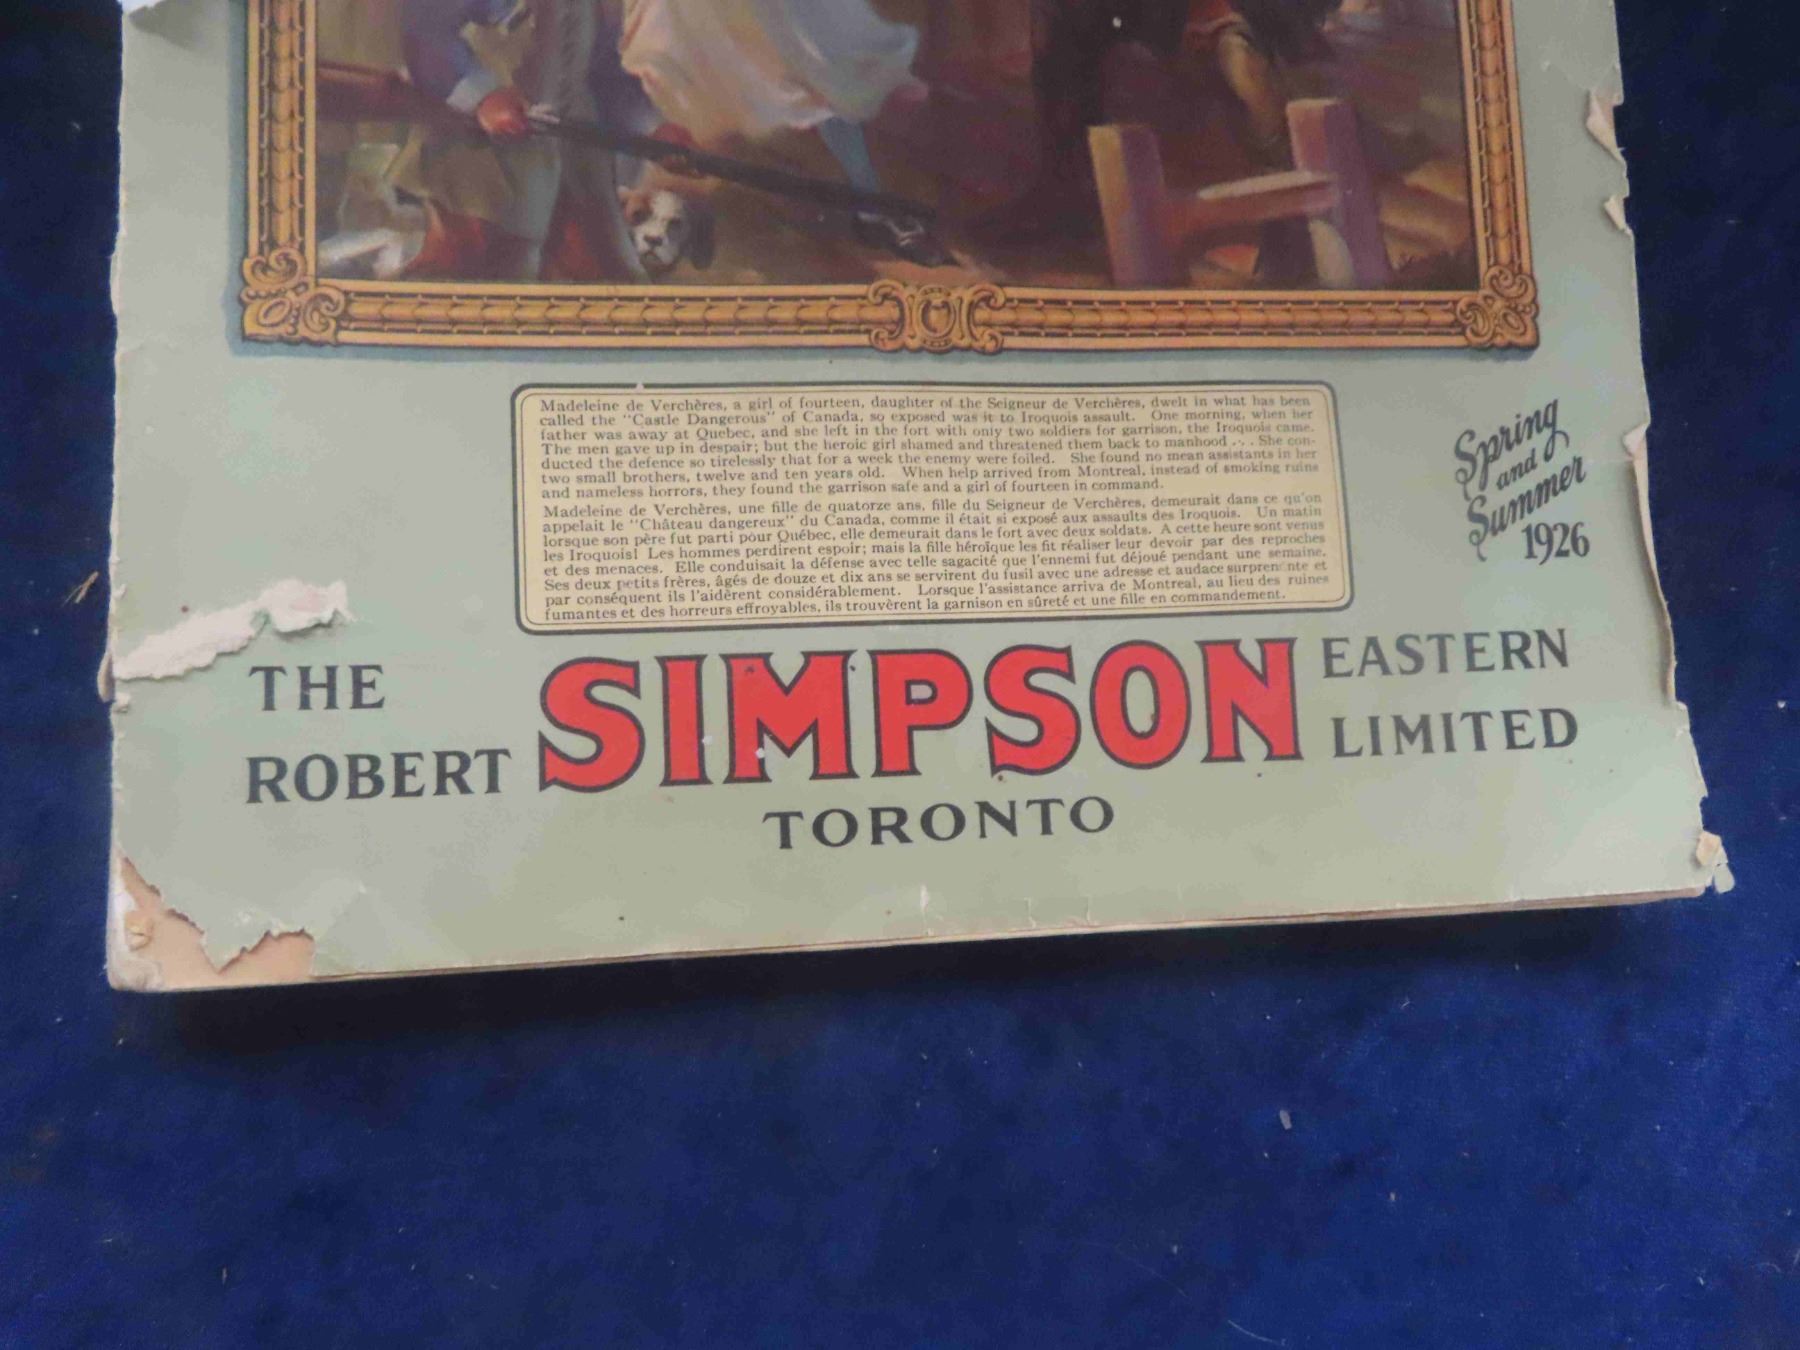 Madeleine de Verchères, a girl of fourteen, daughter of the Seigneur de Verchères, dwelt in what has been
called the "Castle Dangerous" of Canada, so exposed was it to Iroquois assault. One morning, when her
father was away at Quebec, and she left in the fort with only two soldiers for garrison, the Iroquois came.
The men gave up in despair; but the heroic girl shamed and threatened them back to manhood . . . She con-
ducted the defence so tirelessly that for a week the enemy were foiled. She found no mean assistants in her
two small brothers, twelve and ten years old. When help arrived from Montreal, instead of smoking ruins
and nameless horrors, they found the garrison safe and a girl of fourteen in command.
Madeleine de Verchères, une fille de quatorze ans, fille du Seigneur de Verchères, demeurait dans ce qu'on
appelait le "Château dangereux" du Canada, comme il était si exposé aux assaults des Iroquois. Un matin
lorsque son père fut parti pour Québec, elle demeurait dans le fort avec deux soldats. A cette heure sont venus
les Iroquois! Les hommes perdirent espoir; mais la fille héroïque les fit réaliser leur devoir par des reproches
et des menaces. Elle conduisait la défense avec telle sagacité que l'ennemi fut déjoué pendant une semaine.
Ses deux petits frères, âgés de douze et dix ans se servirent du fusil avec une adresse et audace surprenante et
par conséquent ils l'aidèrent considérablement. Lorsque l'assistance arriva de Montreal, au lieu des ruines
fumantes et des horreurs effroyables, ils trouvèrent la garnison en sûreté et une fille en commandement.
Spring
and
Summer
1926
THE
ROBERT
SIMPSON
EASTERN
LIMITED
TORONTO